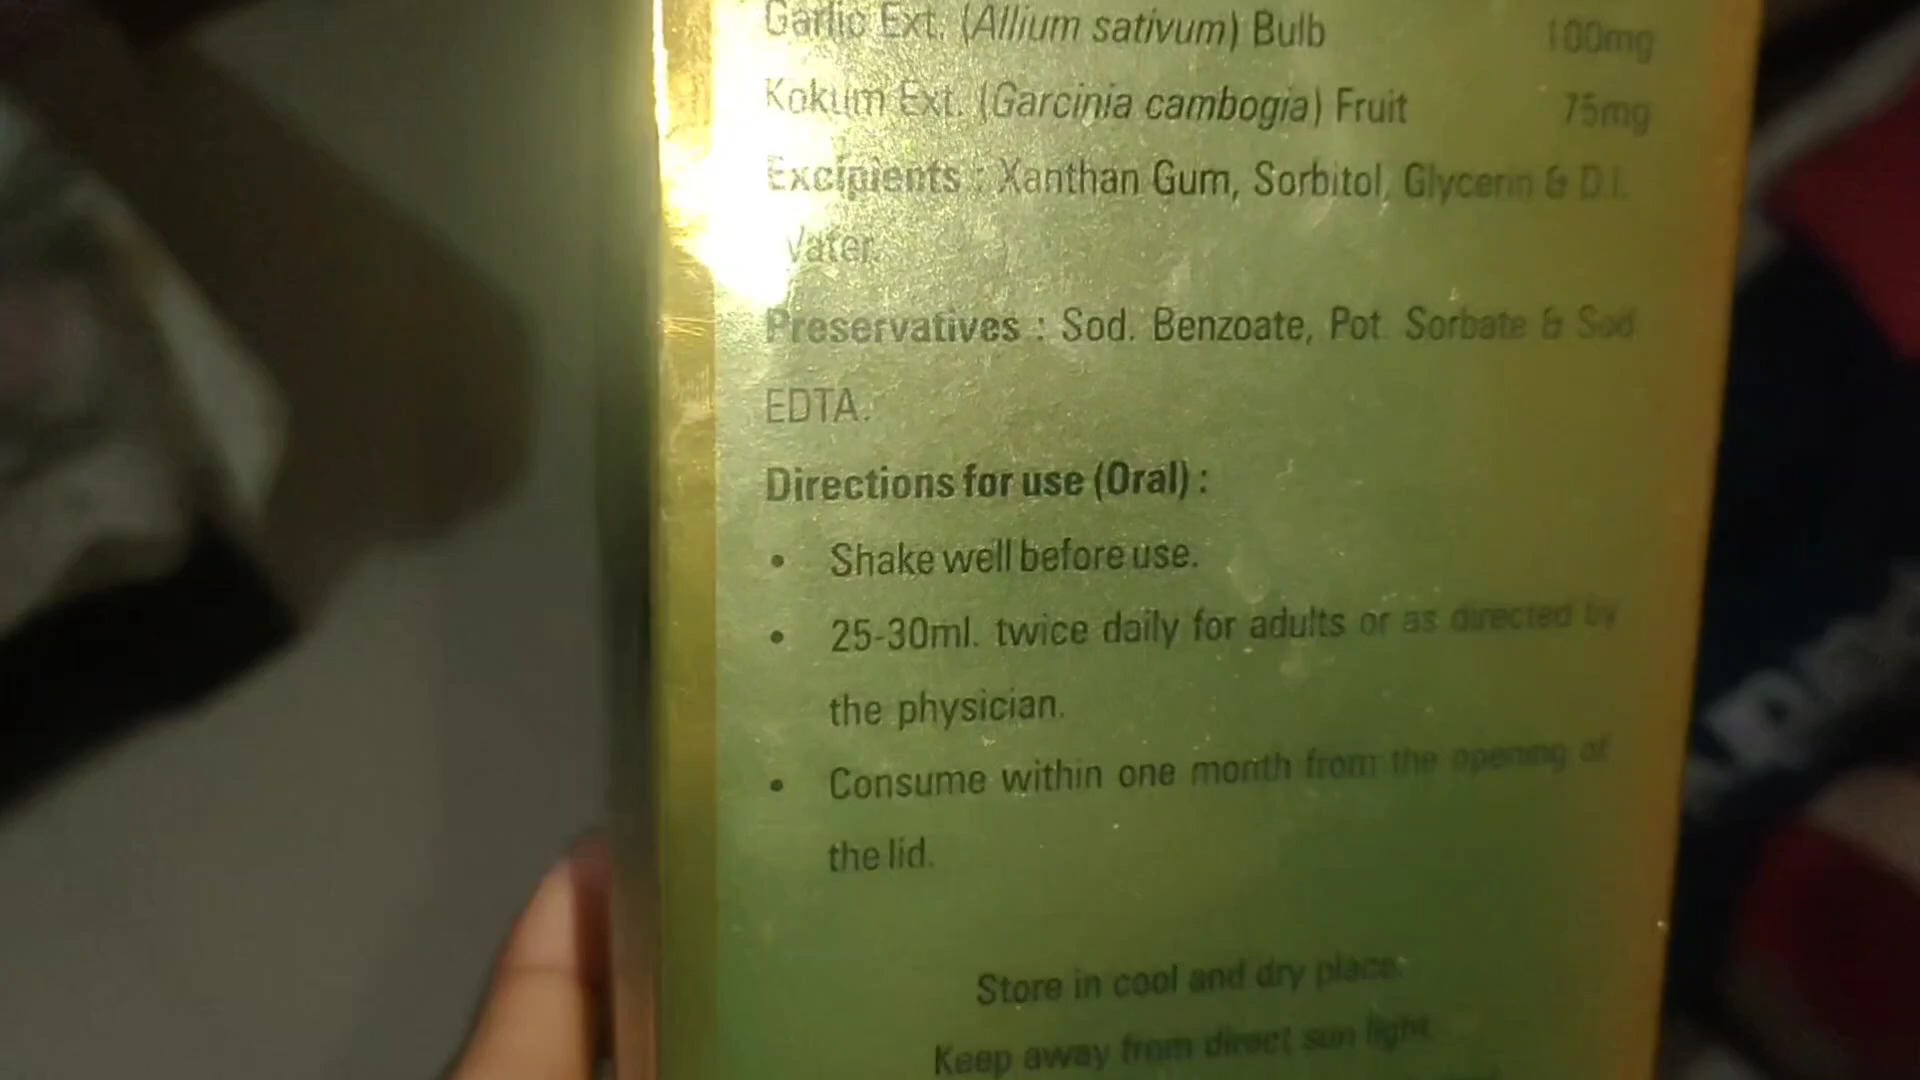 Garlic Ext. (Allium sativum) Bulb 100mg
Kokum Ext. (Garcinia cambogia) Fruit 75mg
Excipients : Xanthan Gum, Sorbitol, Glycerin & D.I.
Water.
Preservatives : Sod. Benzoate, Pot. Sorbate & Sod
EDTA.
Directions for use (Oral) :
• Shake well before use.
• 25-30ml. twice daily for adults or as directed by
the physician.
• Consume within one month from the opening of
the lid.
Store in cool and dry place.
Keep away from direct sun light.